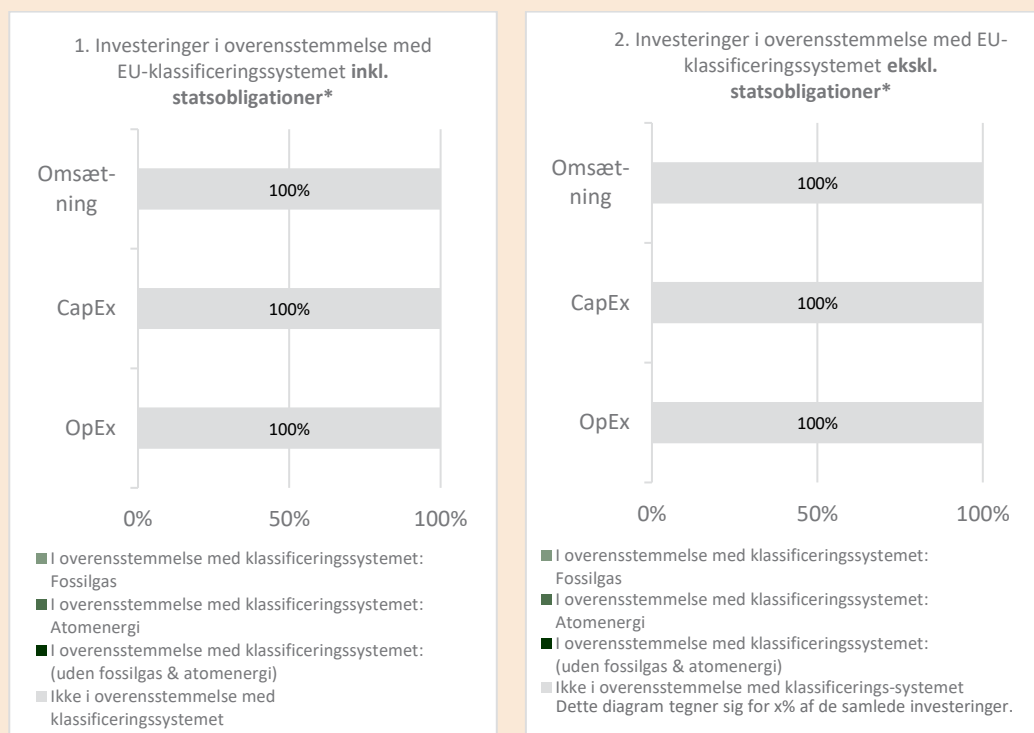 1. Investeringer i overensstemmelse med
EU-klassificeringssystemet inkl.
statsobligationer*
Omsæt-
ning
100%
CapEx
100%
OpEx
100%
0% 50% 100%
I overensstemmelse med klassificeringssystemet:
Fossilgas
I overensstemmelse med klassificeringssystemet:
Atomenergi
I overensstemmelse med klassificeringssystemet:
(uden fossilgas & atomenergi)
Ikke i overensstemmelse med
klassificeringssystemet
2. Investeringer i overensstemmelse med EU-
klassificeringssystemet ekskl.
statsobligationer*
Omsæt-
ning
100%
CapEx
100%
OpEx
100%
0% 50% 100%
I overensstemmelse med klassificeringssystemet:
Fossilgas
I overensstemmelse med klassificeringssystemet:
Atomenergi
I overensstemmelse med klassificeringssystemet:
(uden fossilgas & atomenergi)
Ikke i overensstemmelse med klassificerings-systemet
Dette diagram tegner sig for x% af de samlede investeringer.